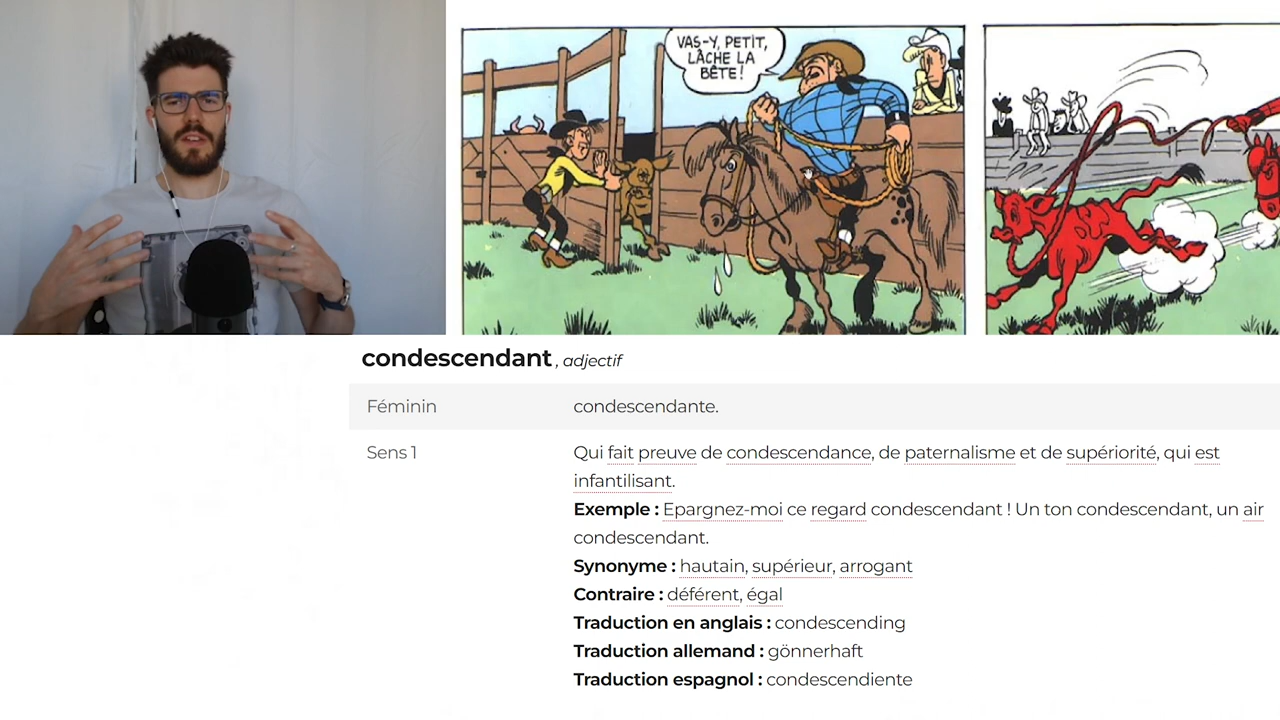 VAS-Y, PETIT,
LÂCHE LA
BÊTE!
condescendant, adjectif
Féminin condescendante.
Sens 1 Qui fait preuve de condescendance, de paternalisme et de supériorité, qui est
infantilisant.
Exemple : Epargnez-moi ce regard condescendant ! Un ton condescendant, un air
condescendant.
Synonyme : hautain, supérieur, arrogant
Contraire : déférent, égal
Traduction en anglais : condescending
Traduction allemand : gönnerhaft
Traduction espagnol : condescendiente